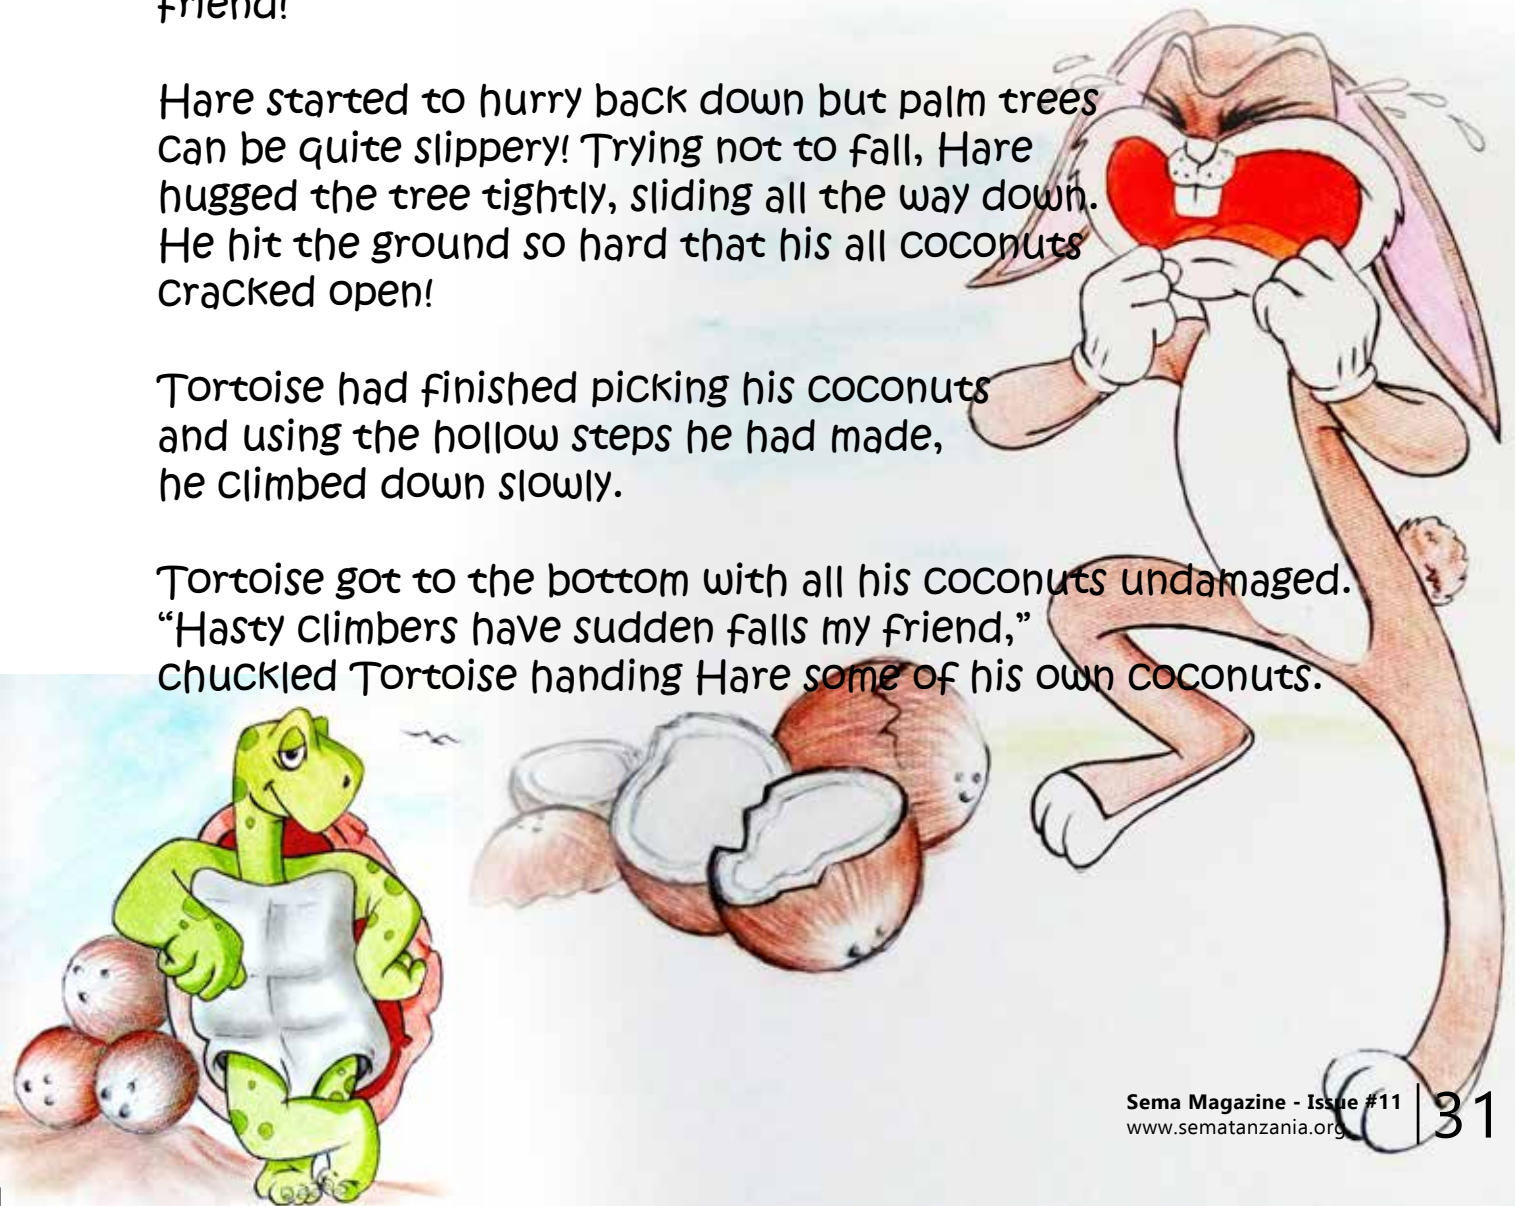 friend!
Hare started to hurry back down but palm trees
can be quite slippery! Trying not to fall, Hare
hugged the tree tightly, sliding all the way down.
He hit the ground so hard that his all coconuts
cracked open!
Tortoise had finished picking his coconuts
and using the hollow steps he had made,
he climbed down slowly.
Tortoise got to the bottom with all his coconuts undamaged.
“Hasty climbers have sudden falls my friend,”
chuckled Tortoise handing Hare some of his own coconuts.
Sema Magazine - Issue #11
www.sematanzania.org
31